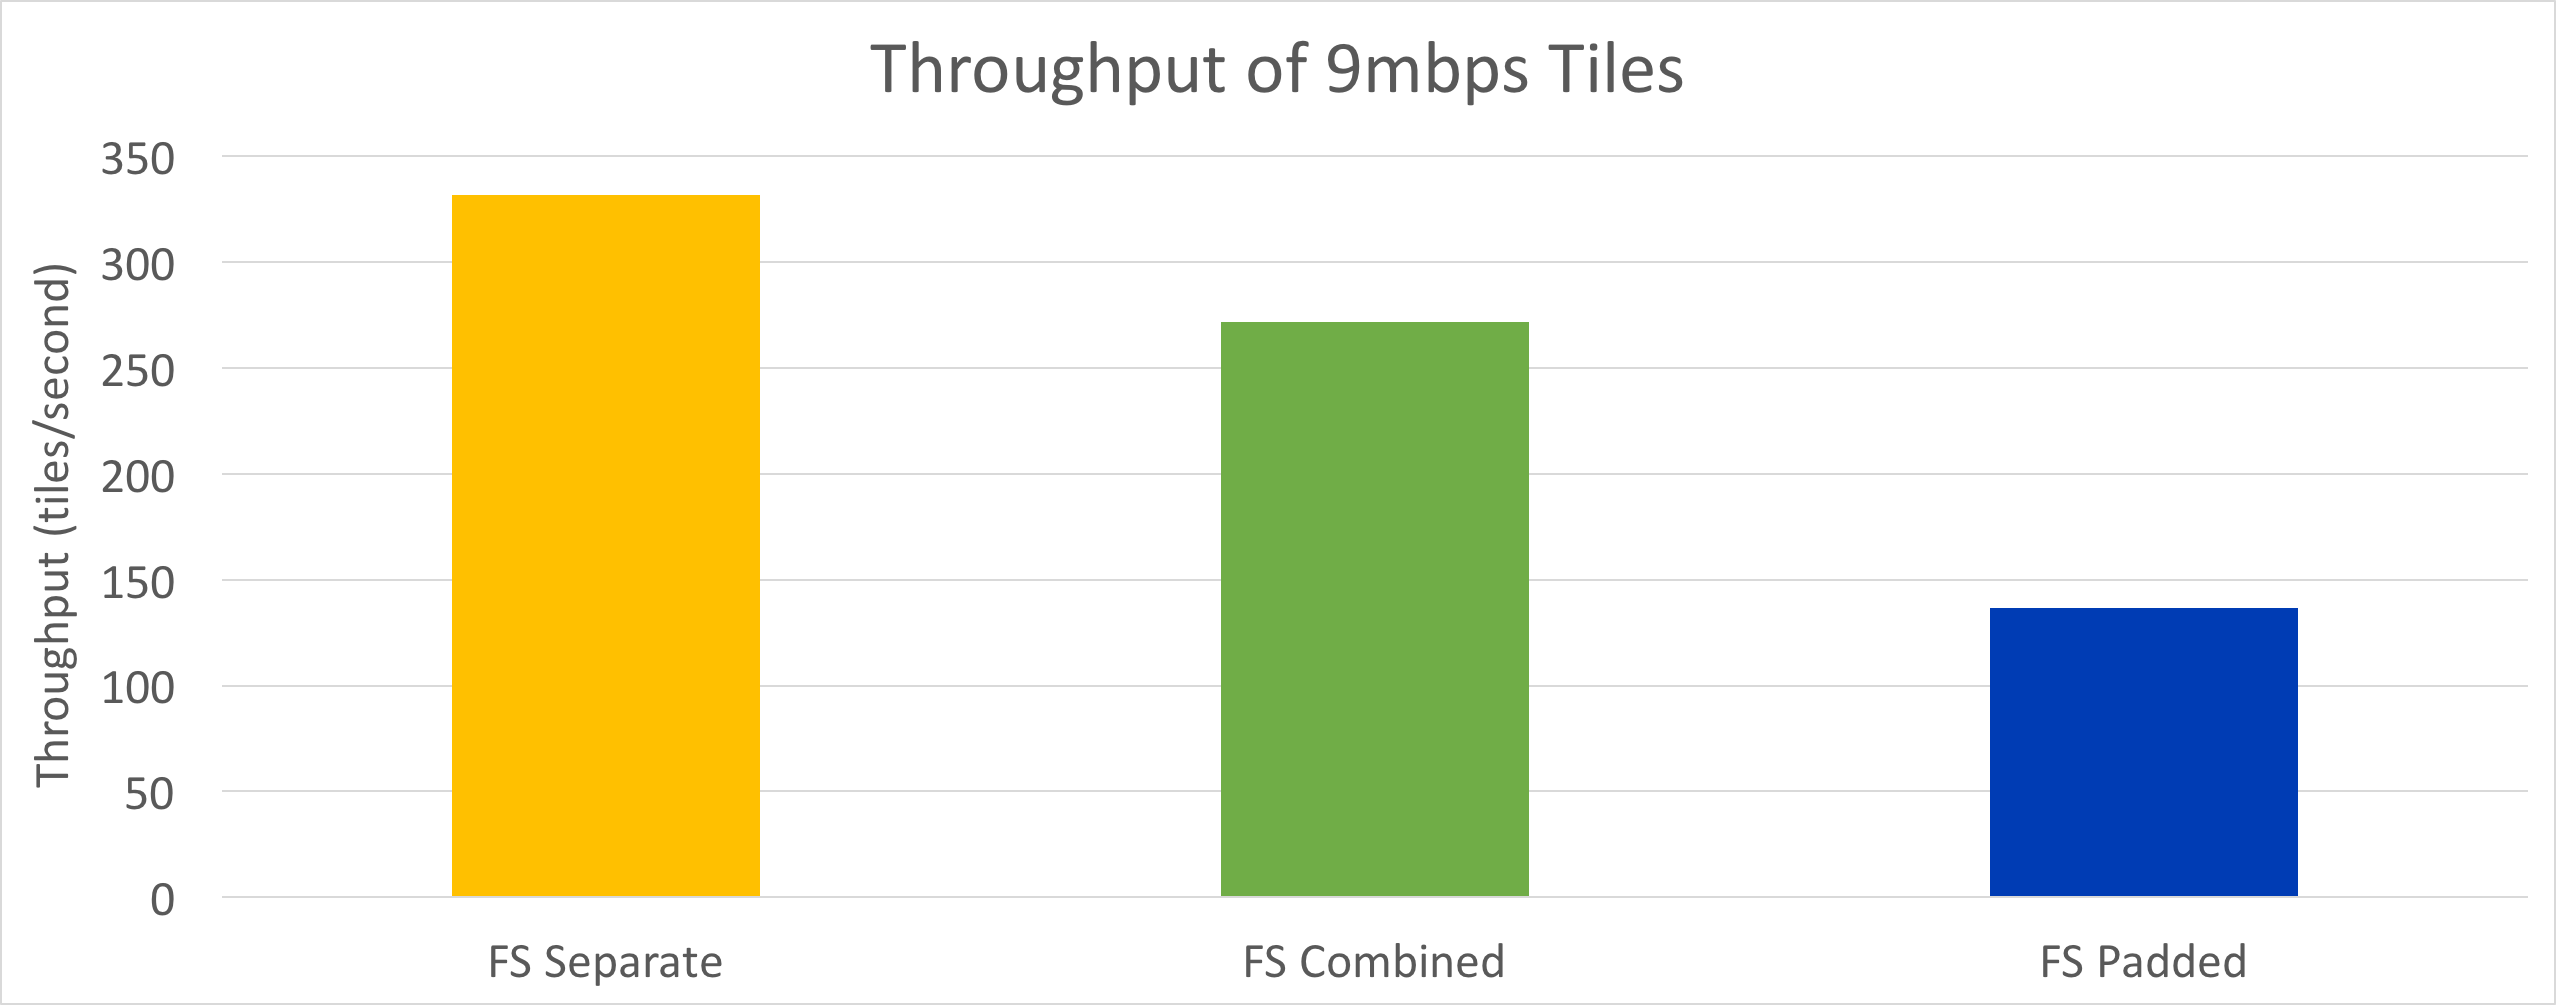 Throughput of 9mbps Tiles
Throughput (tiles/second)
350
300
250
200
150
100
50
0
FS Separate
FS Combined
FS Padded